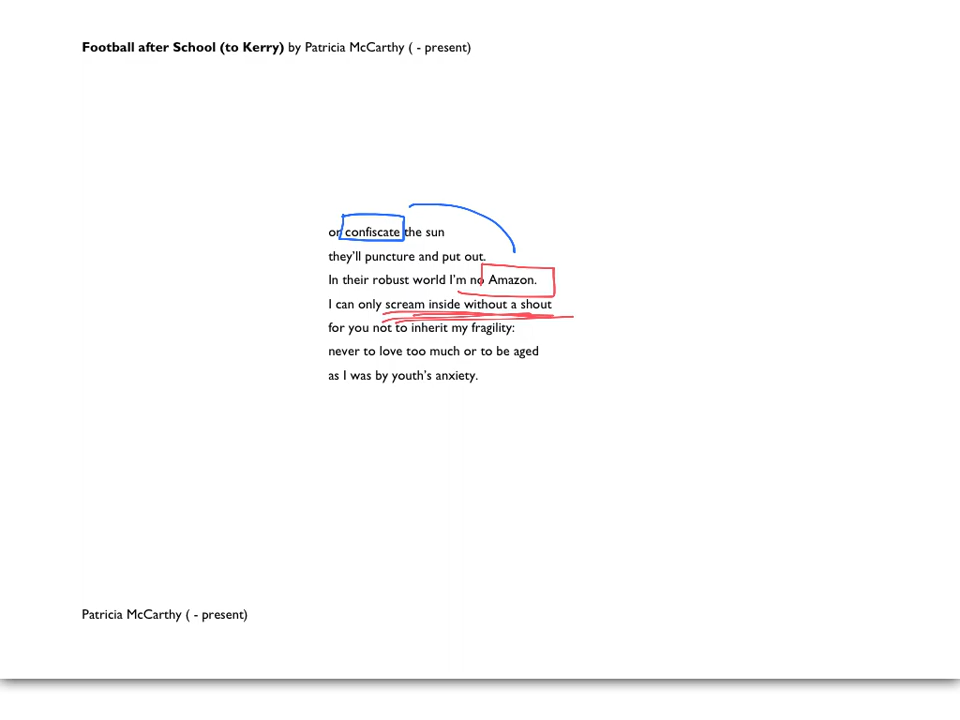 Football after School (to Kerry) by Patricia McCarthy ( - present)
or confiscate the sun
they’ll puncture and put out.
In their robust world I’m no Amazon.
I can only scream inside without a shout
for you not to inherit my fragility:
never to love too much or to be aged
as I was by youth’s anxiety.
Patricia McCarthy ( - present)